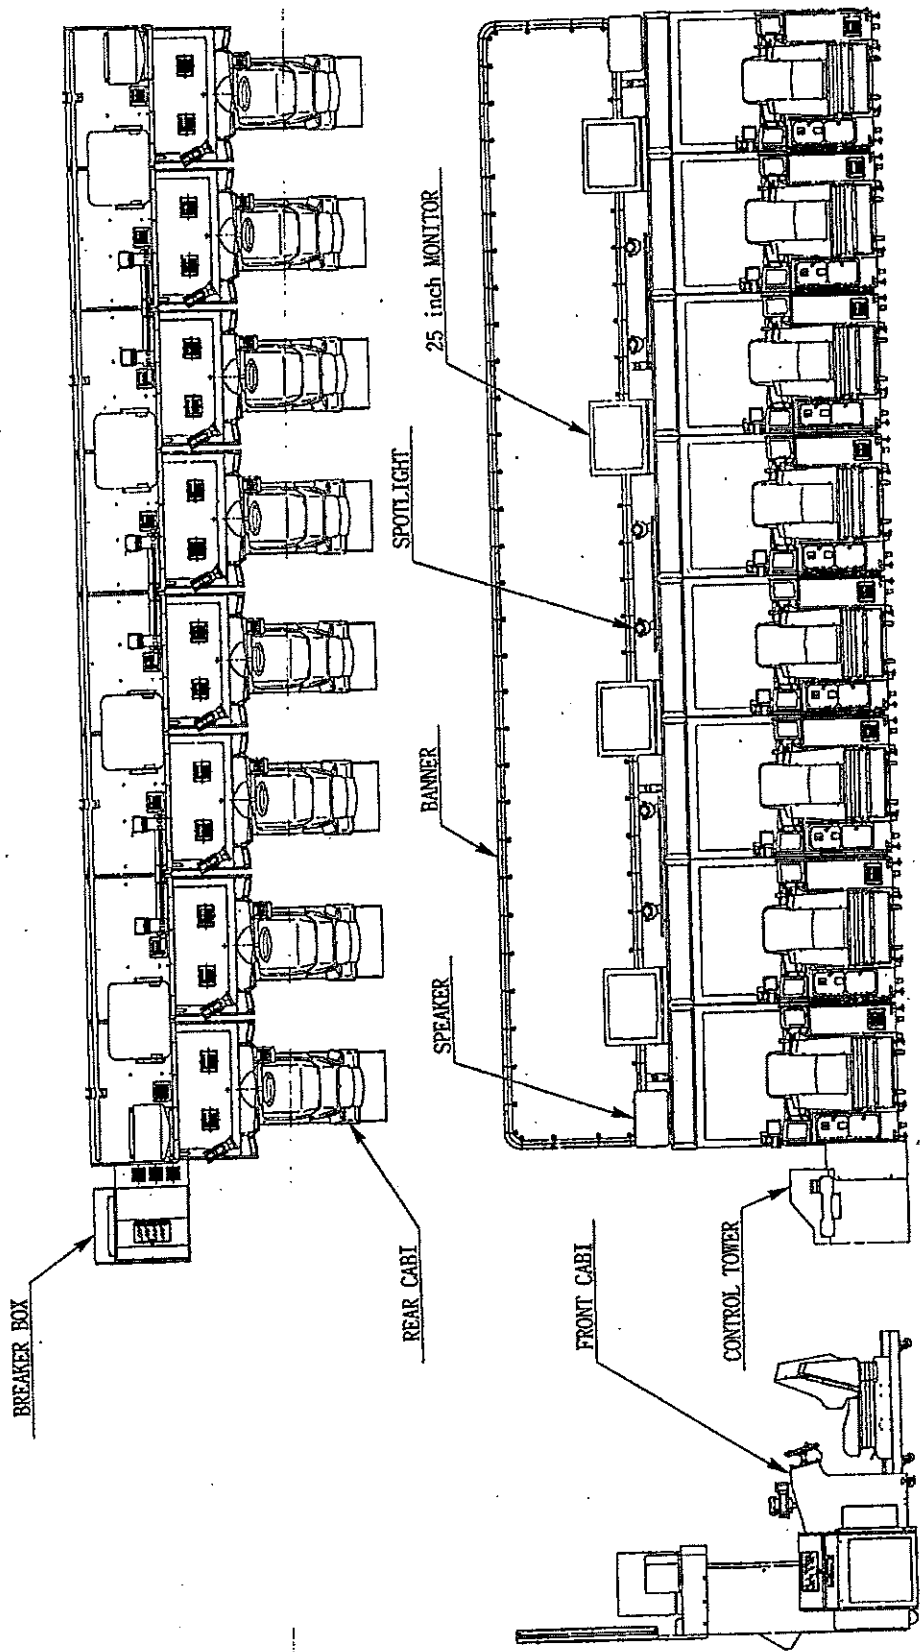 BREAKER BOX
REAR CABI
25 inch MONITOR
SPOTLIGHT
BANNER
SPEAKER
FRONT CABI
CONTROL TOWER